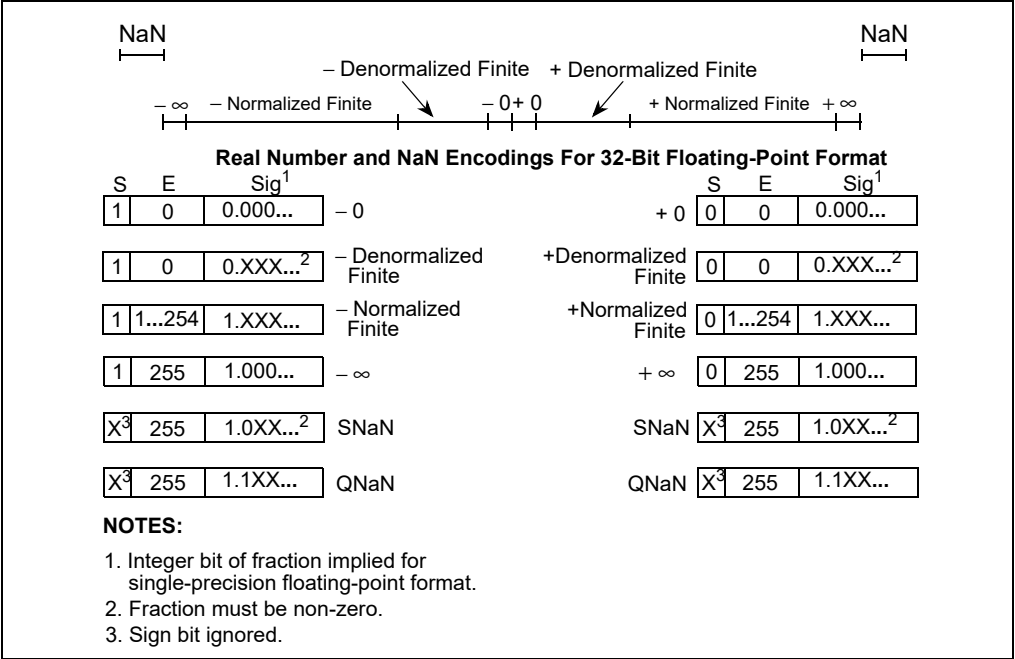 NaN NaN
– Denormalized Finite + Denormalized Finite
– ∞ – Normalized Finite – 0 + 0 + Normalized Finite + ∞
Real Number and NaN Encodings For 32-Bit Floating-Point Format
S E Sig1 S E Sig1
1 0 0.000... – 0 + 0 0 0 0.000...
1 0 0.XXX...2 – Denormalized Finite +Denormalized Finite 0 0 0.XXX...2
1 1...254 1.XXX... – Normalized Finite +Normalized Finite 0 1...254 1.XXX...
1 255 1.000... – ∞ + ∞ 0 255 1.000...
X3 255 1.0XX...2 SNaN SNaN X3 255 1.0XX...2
X3 255 1.1XX... QNaN QNaN X3 255 1.1XX...
NOTES:
1. Integer bit of fraction implied for
single-precision floating-point format.
2. Fraction must be non-zero.
3. Sign bit ignored.